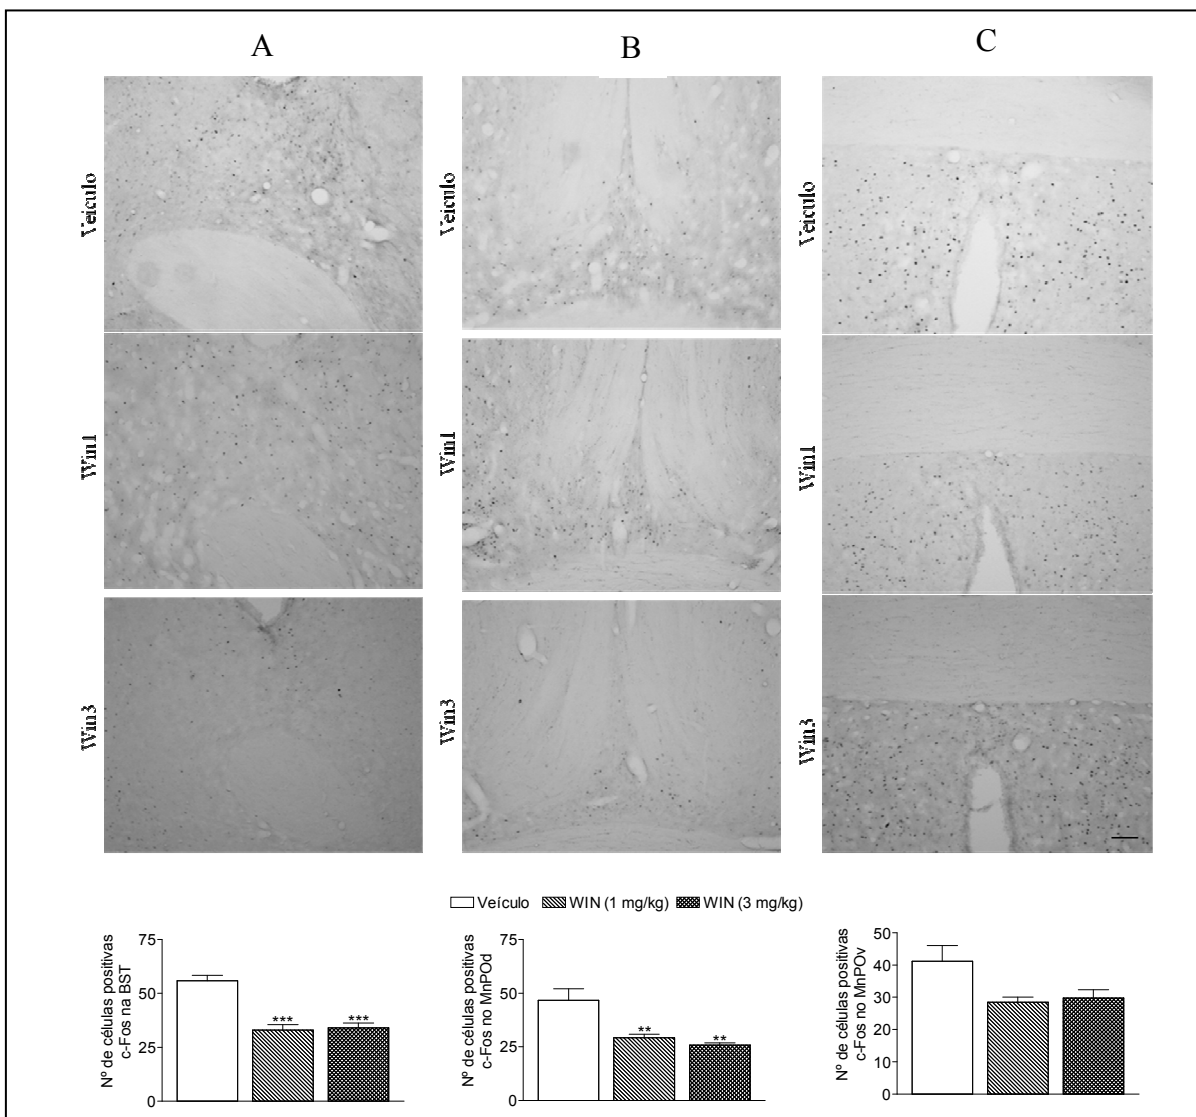 A
B
C
Veículo
Veículo
Veículo
Win1
Win1
Win1
Win3
Win3
Win3
Veículo WIN (1 mg/kg) WIN (3 mg/kg)
Nº de células positivas
c-Fos na BST
75
50
25
0
***
***
Nº de células positivas
c-Fos no MnPOd
75
50
25
0
**
**
Nº de células positivas
c-Fos no MnPOv
50
40
30
20
10
0